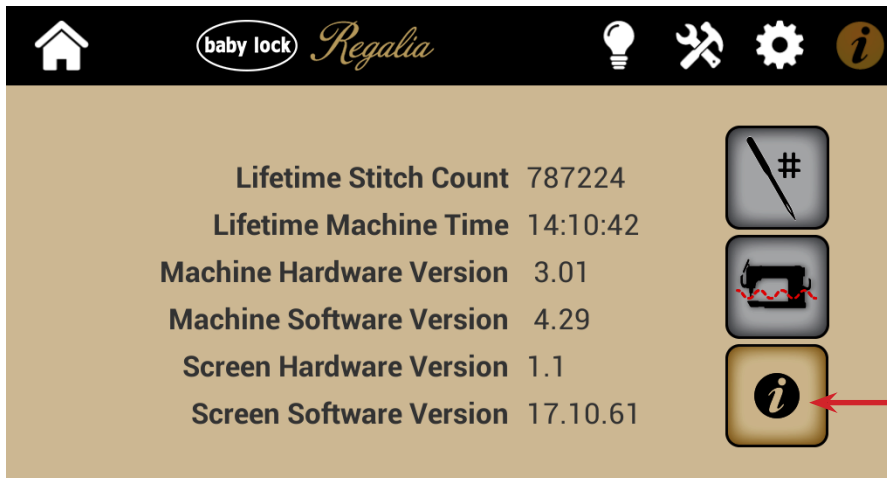 baby lock Regalia
Lifetime Stitch Count 787224
Lifetime Machine Time 14:10:42
Machine Hardware Version 3.01
Machine Software Version 4.29
Screen Hardware Version 1.1
Screen Software Version 17.10.61
#
i
i